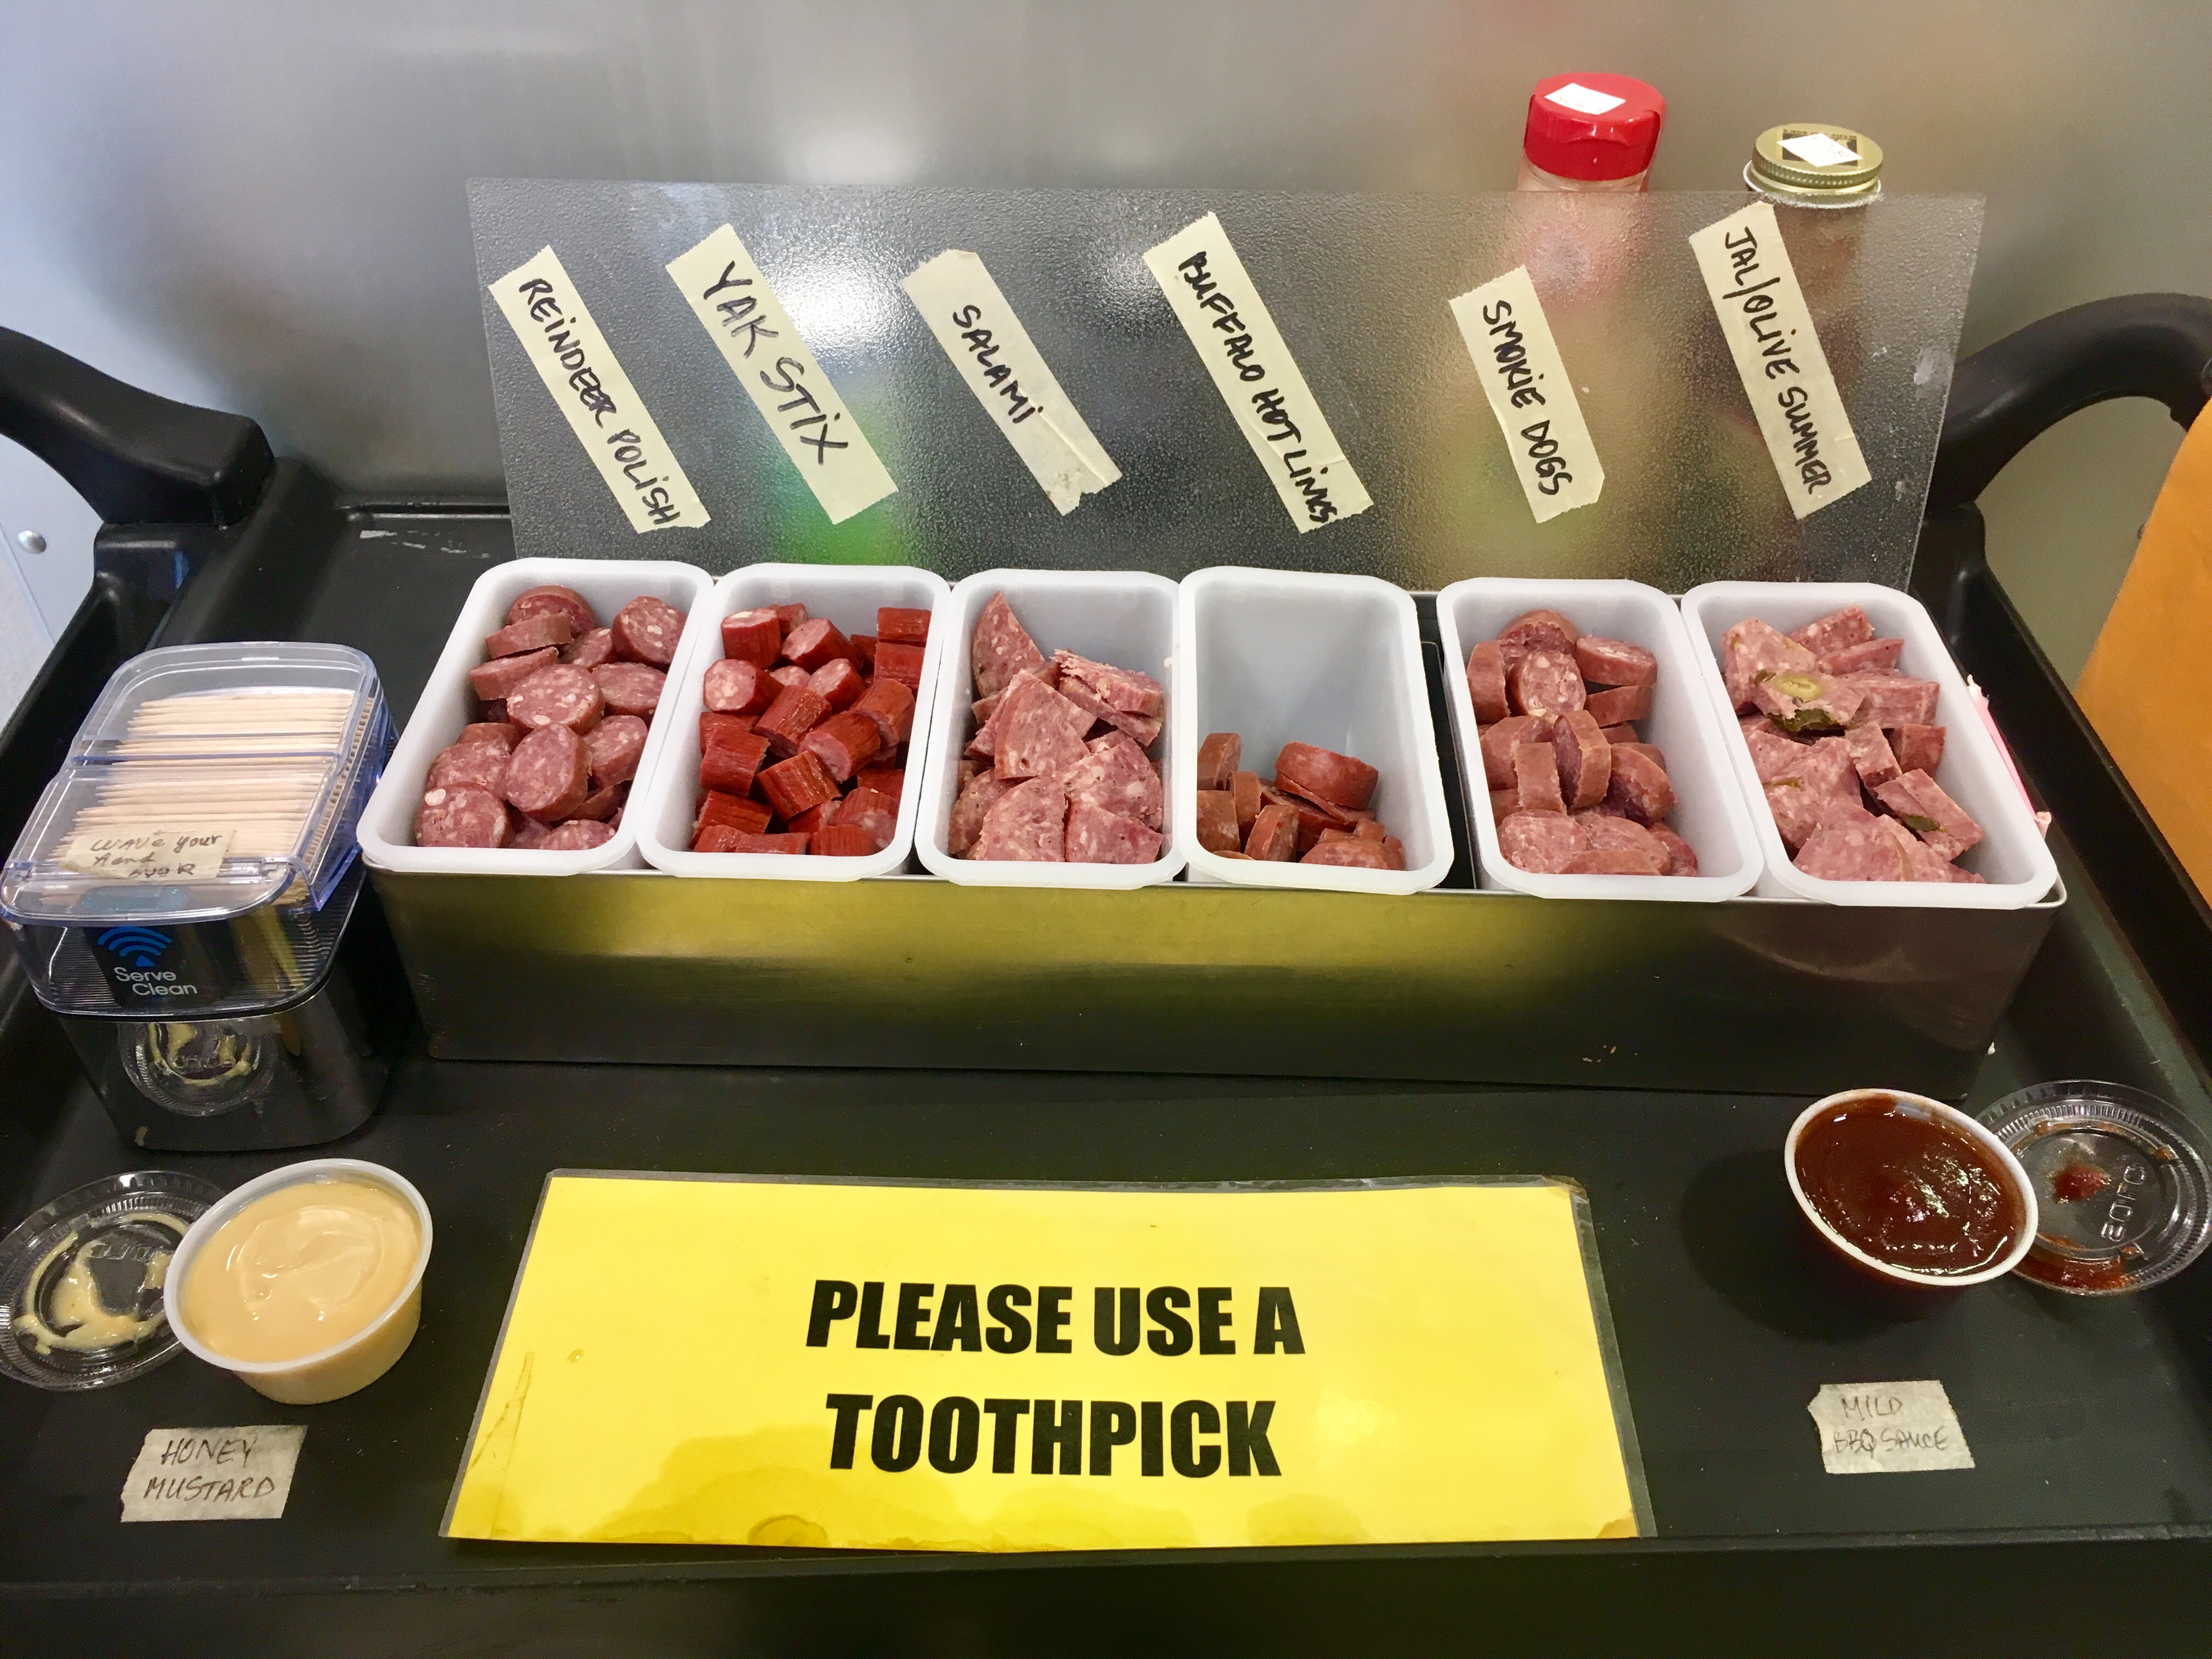 REINDEER POLISH
YAK STIX
SALAMI
BUFFALO HOT LINKS
SMOKIE DOGS
JAL/OLIVE SUMMER
WAVE your
Hand
OVER
Serve
Clean
PLEASE USE A
TOOTHPICK
HONEY
MUSTARD
MILD
BBQ SAUCE